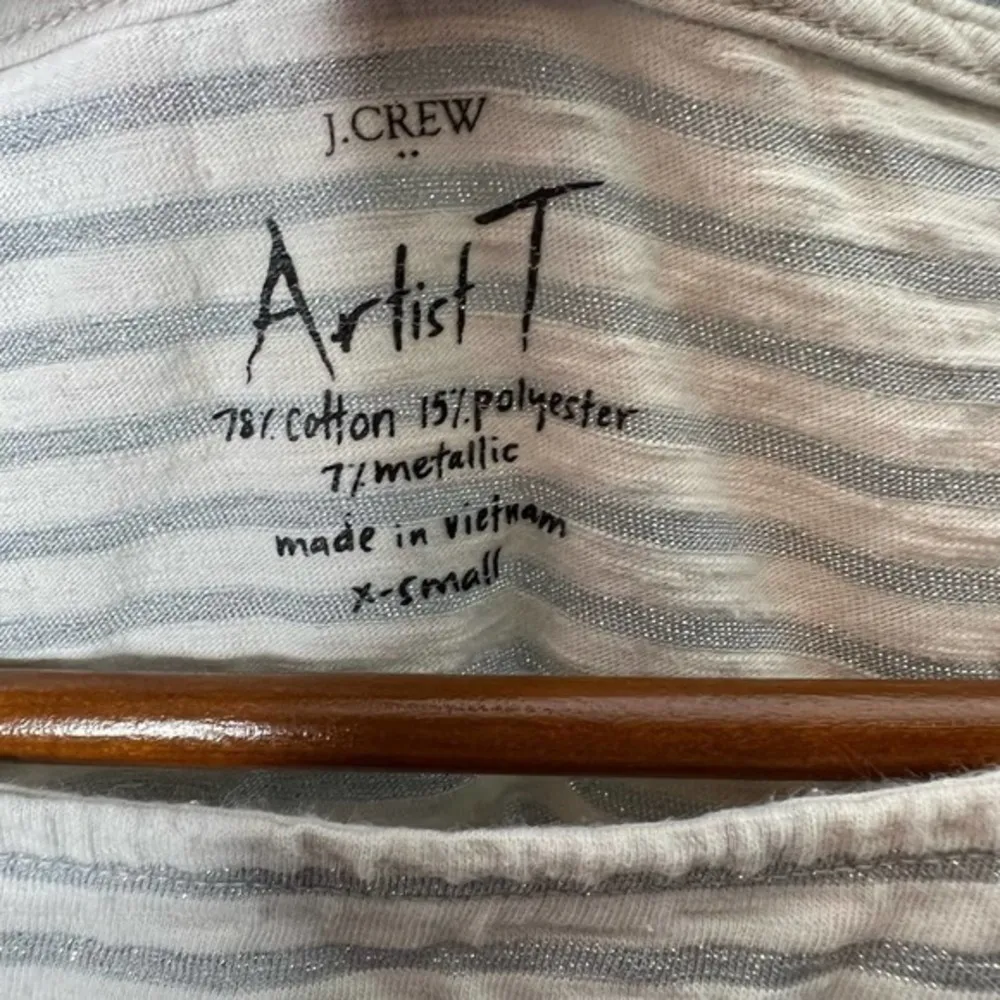 J.CREW
Artist T
78% cotton 15% polyester
7% metallic
made in vietnam
x-small